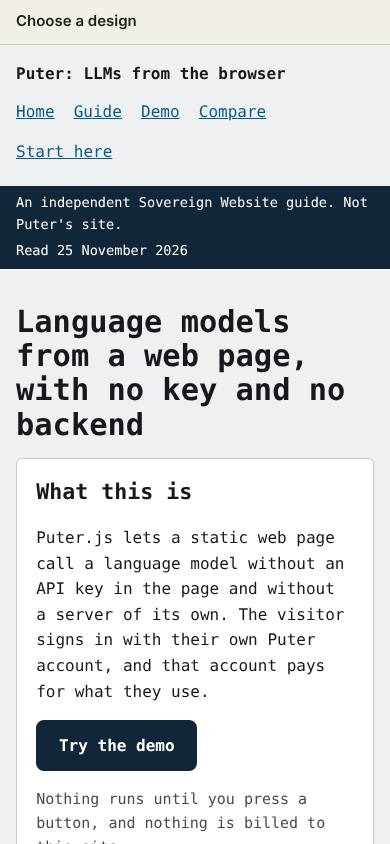 Choose a design
Puter: LLMs from the browser
Home Guide Demo Compare
Start here
An independent Sovereign Website guide. Not
Puter's site.
Read 25 November 2026
Language models
from a web page,
with no key and no
backend
What this is
Puter.js lets a static web page
call a language model without an
API key in the page and without
a server of its own. The visitor
signs in with their own Puter
account, and that account pays
for what they use.
Try the demo
Nothing runs until you press a
button, and nothing is billed to